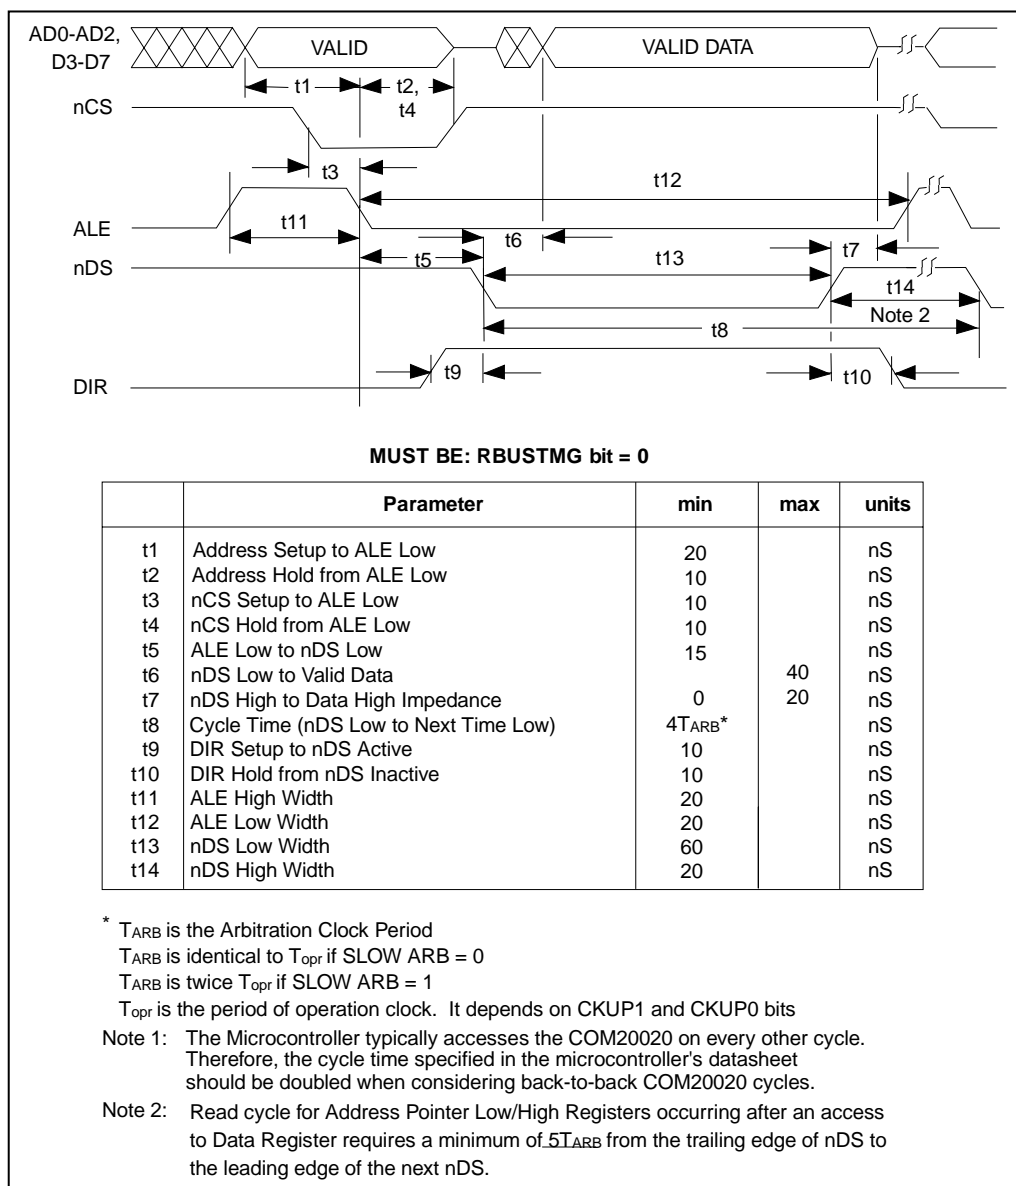 AD0-AD2,
D3-D7
VALID
VALID DATA
t1
t2,
t4
nCS
t3
t12
ALE
t11
t6
t7
nDS
t5
t13
t14
Note 2
t8
DIR
t9
t10
MUST BE: RBUSTMG bit = 0
Parameter min max units
t1 Address Setup to ALE Low 20 nS
t2 Address Hold from ALE Low 10 nS
t3 nCS Setup to ALE Low 10 nS
t4 nCS Hold from ALE Low 10 nS
t5 ALE Low to nDS Low 15 nS
t6 nDS Low to Valid Data 40 nS
t7 nDS High to Data High Impedance 0 20 nS
t8 Cycle Time (nDS Low to Next Time Low) 4TARB* nS
t9 DIR Setup to nDS Active 10 nS
t10 DIR Hold from nDS Inactive 10 nS
t11 ALE High Width 20 nS
t12 ALE Low Width 20 nS
t13 nDS Low Width 60 nS
t14 nDS High Width 20 nS
* TARB is the Arbitration Clock Period
TARB is identical to Topr if SLOW ARB = 0
TARB is twice Topr if SLOW ARB = 1
Topr is the period of operation clock. It depends on CKUP1 and CKUP0 bits
Note 1: The Microcontroller typically accesses the COM20020 on every other cycle.
Therefore, the cycle time specified in the microcontroller's datasheet
should be doubled when considering back-to-back COM20020 cycles.
Note 2: Read cycle for Address Pointer Low/High Registers occurring after an access
to Data Register requires a minimum of 5TARB from the trailing edge of nDS to
the leading edge of the next nDS.